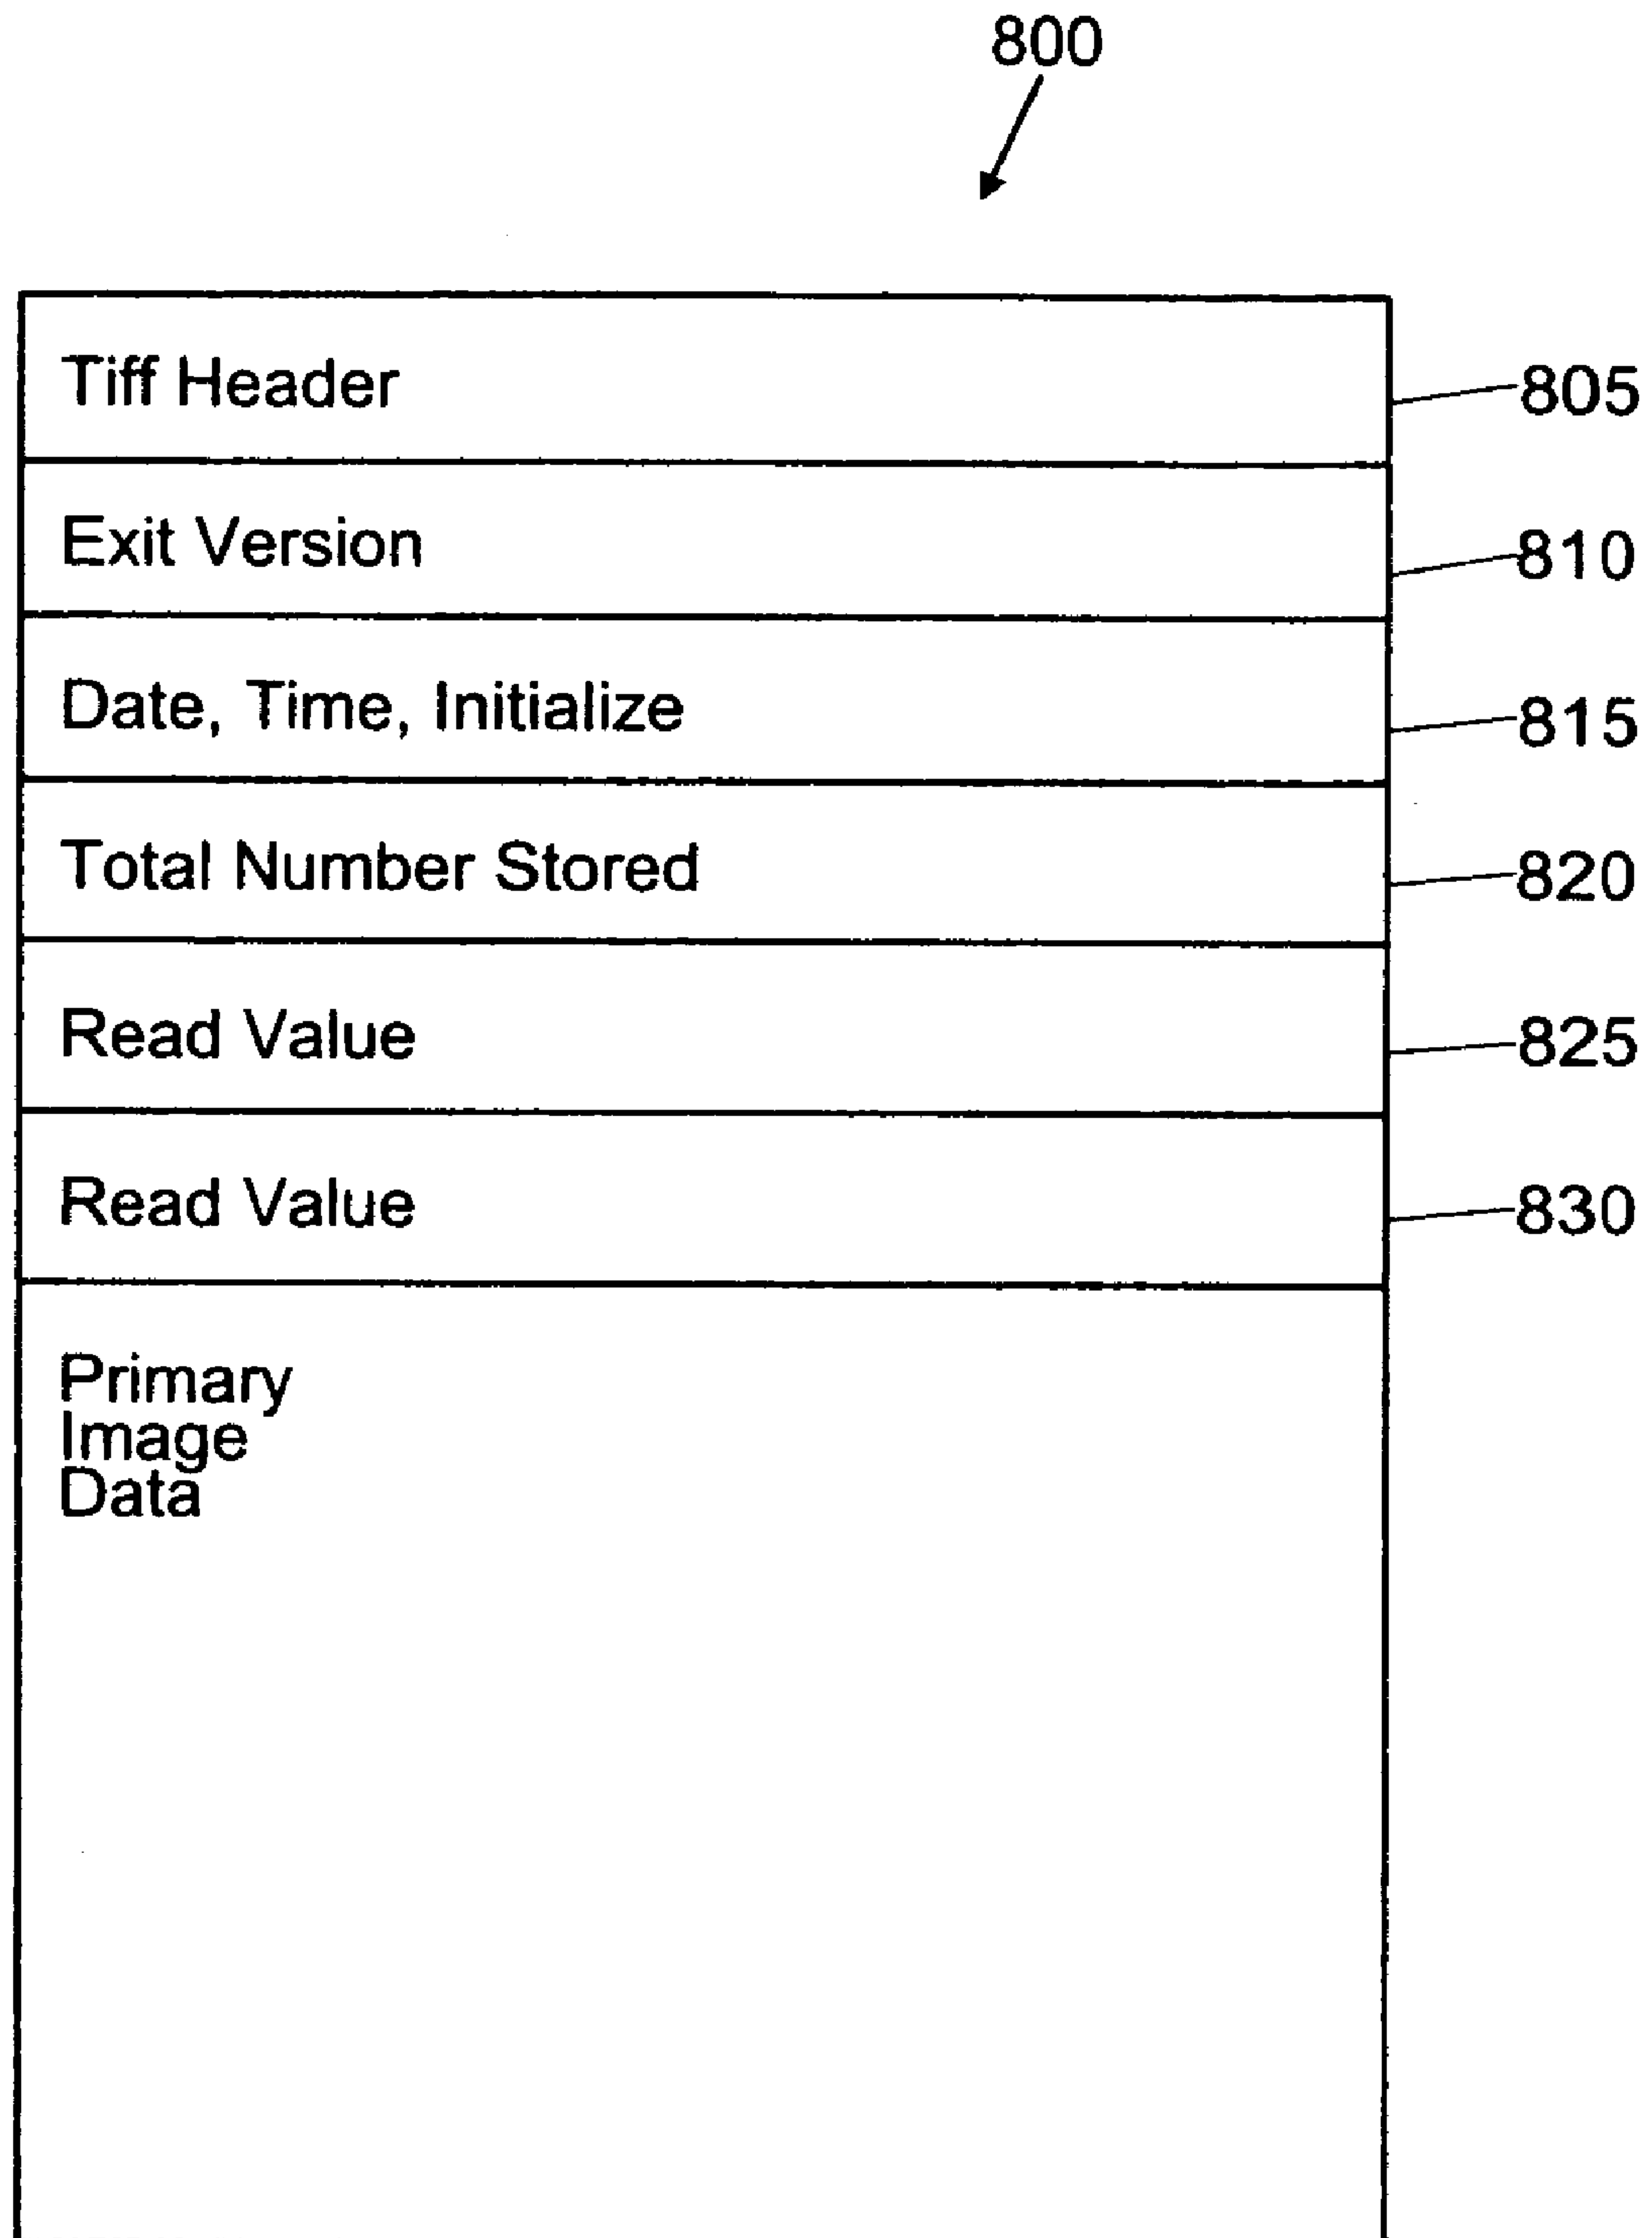 800
Tiff Header
805
Exit Version
810
Date, Time, Initialize
815
Total Number Stored
820
Read Value
825
Read Value
830
Primary
Image
Data